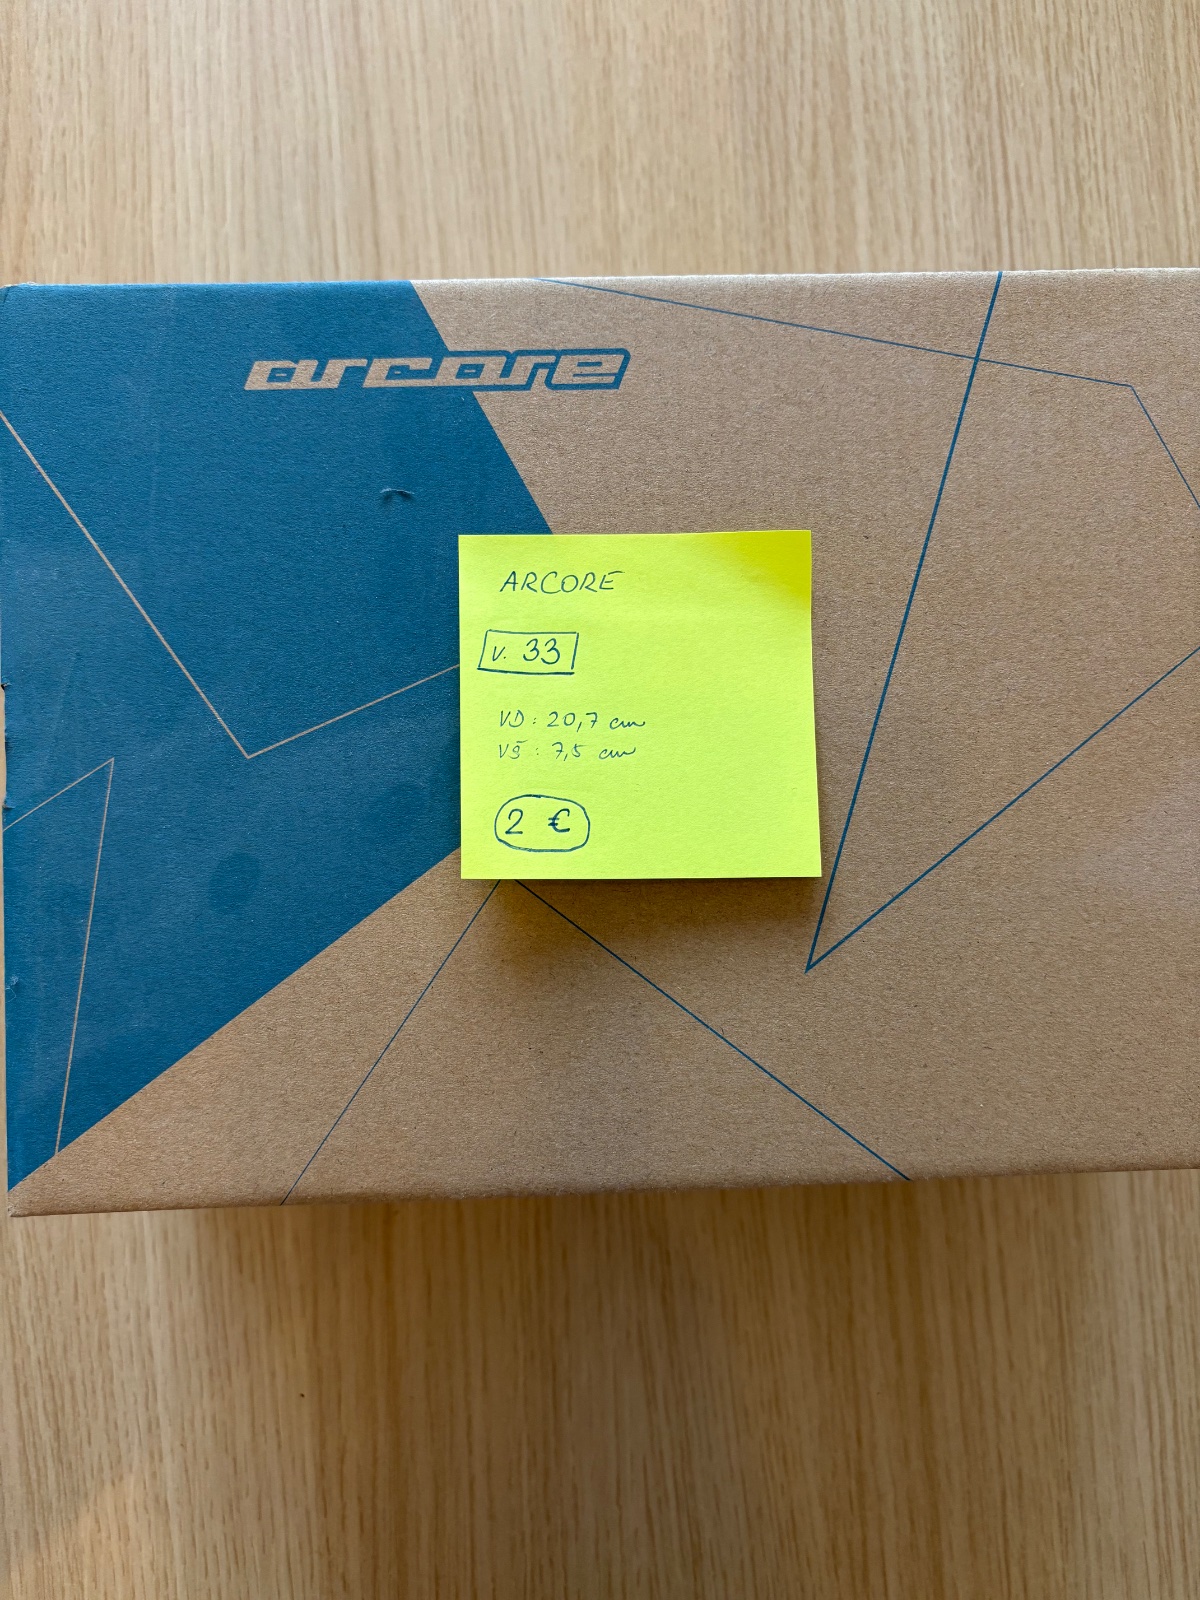 arcore
ARCORE
v. 33
VD: 20,7 cm
VŠ: 7,5 cm
2 €